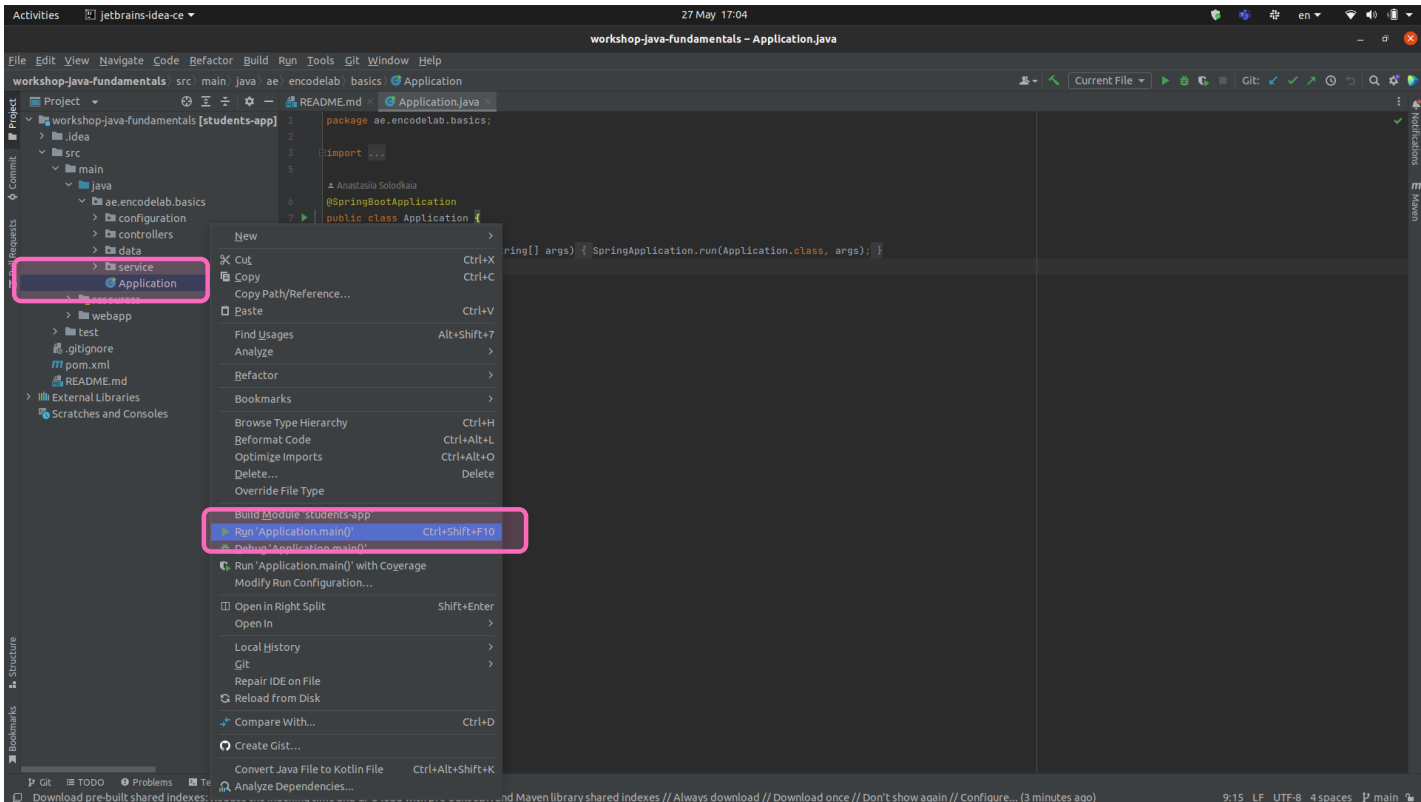 Activities jetbrains-idea-ce 27 May 17:04 en
workshop-java-fundamentals – Application.java
File Edit View Navigate Code Refactor Build Run Tools Git Window Help
workshop-java-fundamentals src main java ae encodelab basics Application Current File Git:
Project README.md Application.java
Project
Commit
Pull Requests
Structure
Bookmarks
Notifications
Maven
workshop-java-fundamentals [students-app]
.idea
src
main
java
ae.encodelab.basics
configuration
controllers
data
service
Application
resources
webapp
test
.gitignore
pom.xml
README.md
External Libraries
Scratches and Consoles
1 package ae.encodelab.basics;
2
3 import ...
5
Anastasiia Solodkaia
6 @SpringBootApplication
7 public class Application {
ring[] args) { SpringApplication.run(Application.class, args); }
New
Cut Ctrl+X
Copy Ctrl+C
Copy Path/Reference...
Paste Ctrl+V
Find Usages Alt+Shift+7
Analyze
Refactor
Bookmarks
Browse Type Hierarchy Ctrl+H
Reformat Code Ctrl+Alt+L
Optimize Imports Ctrl+Alt+O
Delete... Delete
Override File Type
Build Module 'students-app'
Run 'Application.main()' Ctrl+Shift+F10
Debug 'Application.main()'
Run 'Application.main()' with Coverage
Modify Run Configuration...
Open in Right Split Shift+Enter
Open In
Local History
Git
Repair IDE on File
Reload from Disk
Compare With... Ctrl+D
Create Gist...
Convert Java File to Kotlin File Ctrl+Alt+Shift+K
Analyze Dependencies...
Git TODO Problems Te
Download pre-built shared indexes: nd Maven library shared indexes // Always download // Download once // Don't show again // Configure... (3 minutes ago) 9:15 LF UTF-8 4 spaces main